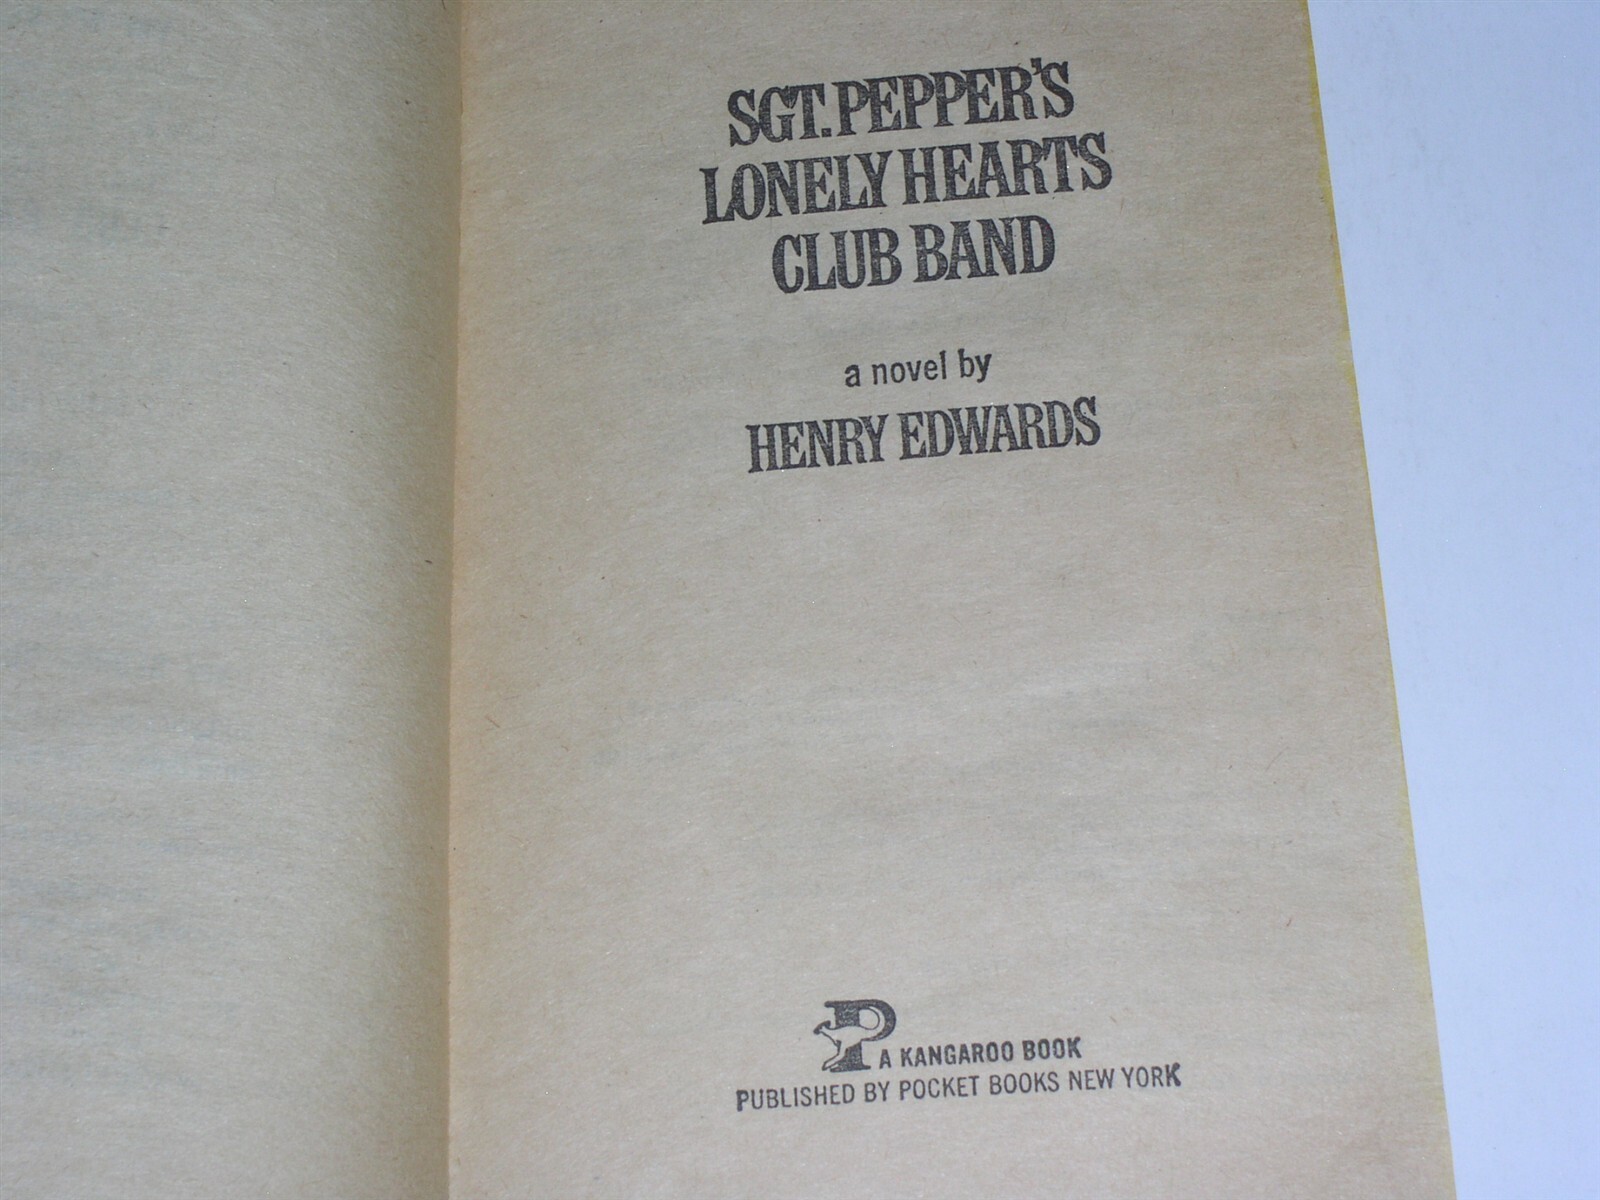 SGT. PEPPER'S
LONELY HEARTS
CLUB BAND
a novel by
HENRY EDWARDS
P
A KANGAROO BOOK
PUBLISHED BY POCKET BOOKS NEW YORK